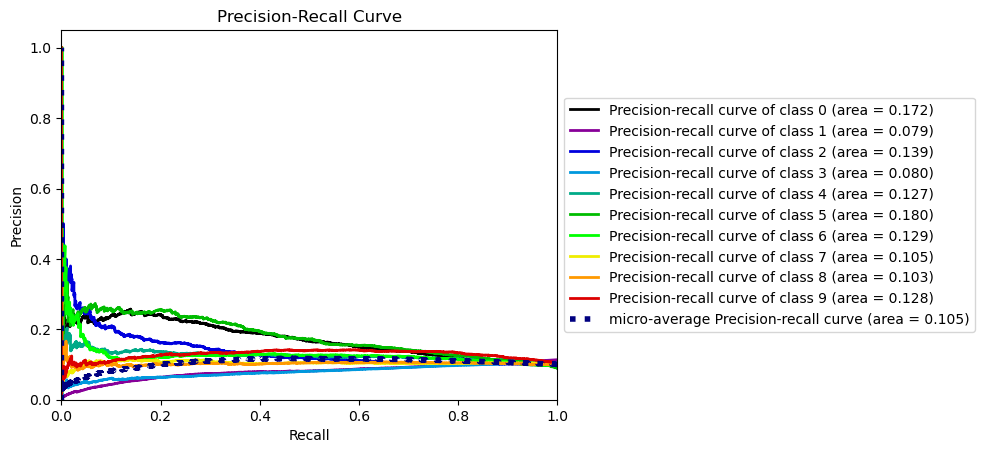 Precision-Recall Curve
1.0
0.8
0.6
0.4
0.2
0.0
Precision
0.0 0.2 0.4 0.6 0.8 1.0
Recall
Precision-recall curve of class 0 (area = 0.172)
Precision-recall curve of class 1 (area = 0.079)
Precision-recall curve of class 2 (area = 0.139)
Precision-recall curve of class 3 (area = 0.080)
Precision-recall curve of class 4 (area = 0.127)
Precision-recall curve of class 5 (area = 0.180)
Precision-recall curve of class 6 (area = 0.129)
Precision-recall curve of class 7 (area = 0.105)
Precision-recall curve of class 8 (area = 0.103)
Precision-recall curve of class 9 (area = 0.128)
micro-average Precision-recall curve (area = 0.105)